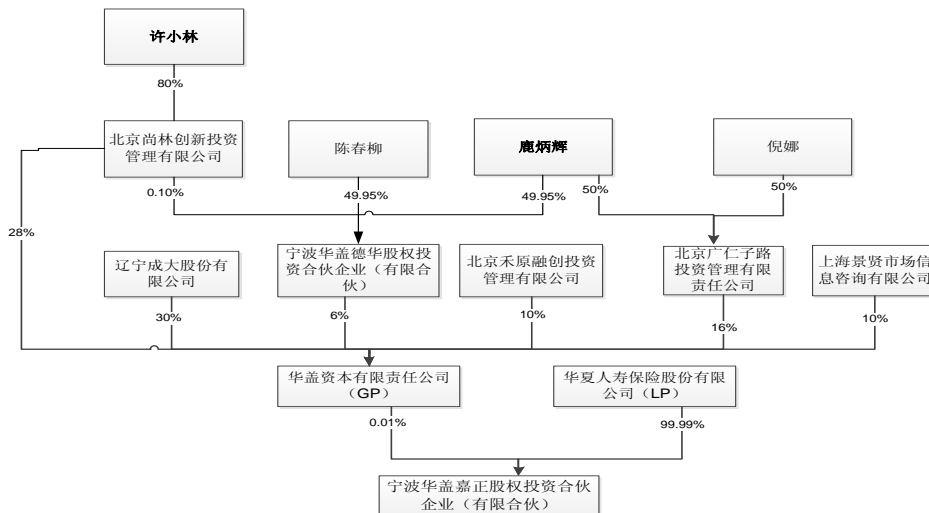 许小林
80%
北京尚林创新投资
管理有限公司
陈春柳
鹿炳辉
倪娜
0.10%
49.95%
49.95%
50%
50%
28%
辽宁成大股份有
限公司
宁波华盖德华股权投
资合伙企业（有限合
伙）
北京禾原融创投资
管理有限公司
北京广仁子路
投资管理有限
责任公司
上海景贤市场信
息咨询有限公司
30%
6%
10%
16%
10%
华盖资本有限责任公司
（GP）
华夏人寿保险股份有限
公司（LP）
0.01%
99.99%
宁波华盖嘉正股权投资合伙
企业（有限合伙）